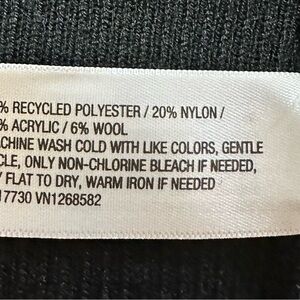 % RECYCLED POLYESTER / 20% NYLON /
% ACRYLIC / 6% WOOL
ACHINE WASH COLD WITH LIKE COLORS, GENTLE
CLE, ONLY NON-CHLORINE BLEACH IF NEEDED,
/ FLAT TO DRY, WARM IRON IF NEEDED
17730 VN1268582